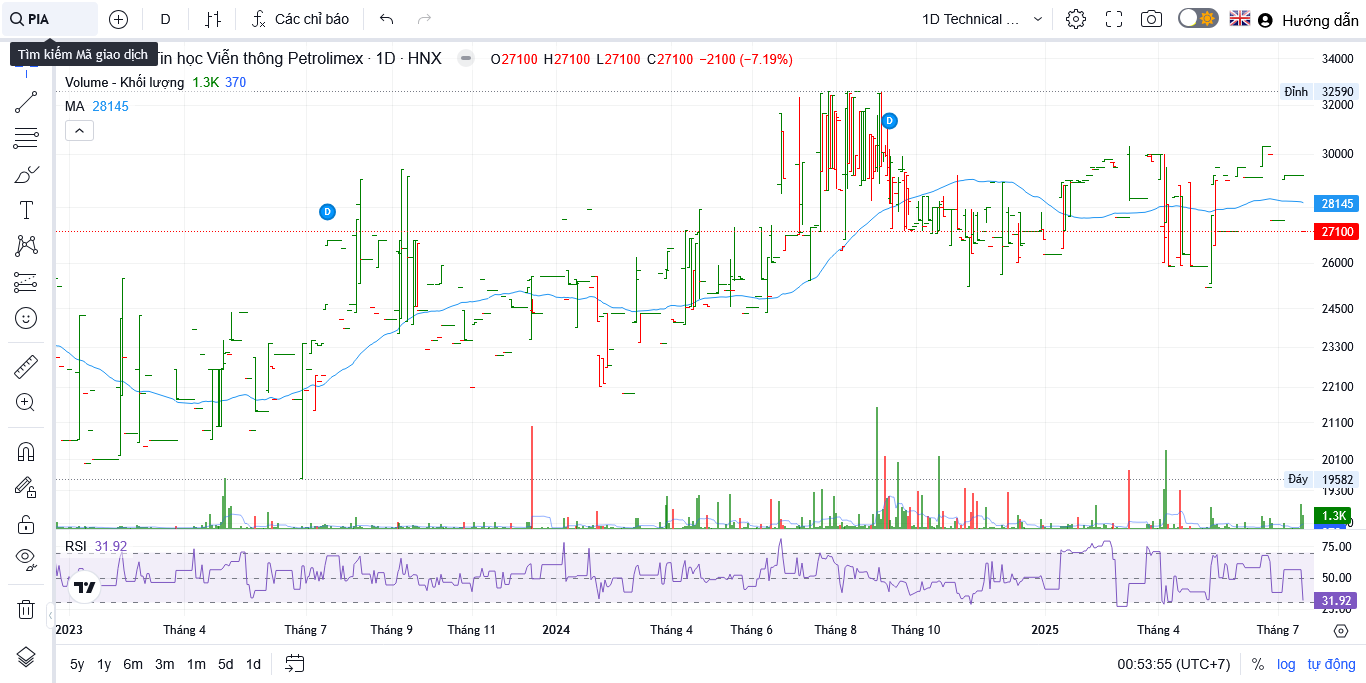 PIA
D
Các chỉ báo
1D Technical ...
Hướng dẫn
Tìm kiếm Mã giao dịch
Tin học Viễn thông Petrolimex · 1D · HNX
O27100 H27100 L27100 C27100 −2100 (−7.19%)
Volume - Khối lượng 1.3K 370
MA 28145
D
D
34000
Đỉnh 32590
32000
30000
28145
27100
26000
24500
23300
22100
21100
20100
Đáy 19582
19300
1.3K
RSI 31.92
75.00
50.00
31.92
25.00
2023 Tháng 4 Tháng 7 Tháng 9 Tháng 11 2024 Tháng 4 Tháng 6 Tháng 8 Tháng 10 2025 Tháng 4 Tháng 7
5y 1y 6m 3m 1m 5d 1d
00:53:55 (UTC+7)
% log tự động